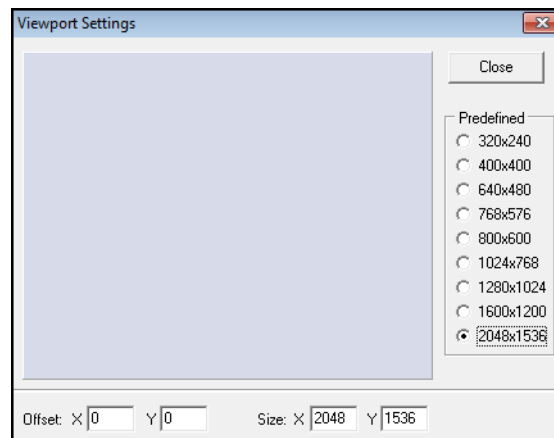 Viewport Settings
Close
Predefined
320x240
400x400
640x480
768x576
800x600
1024x768
1280x1024
1600x1200
2048x1536
Offset: X 0 Y 0 Size: X 2048 Y 1536